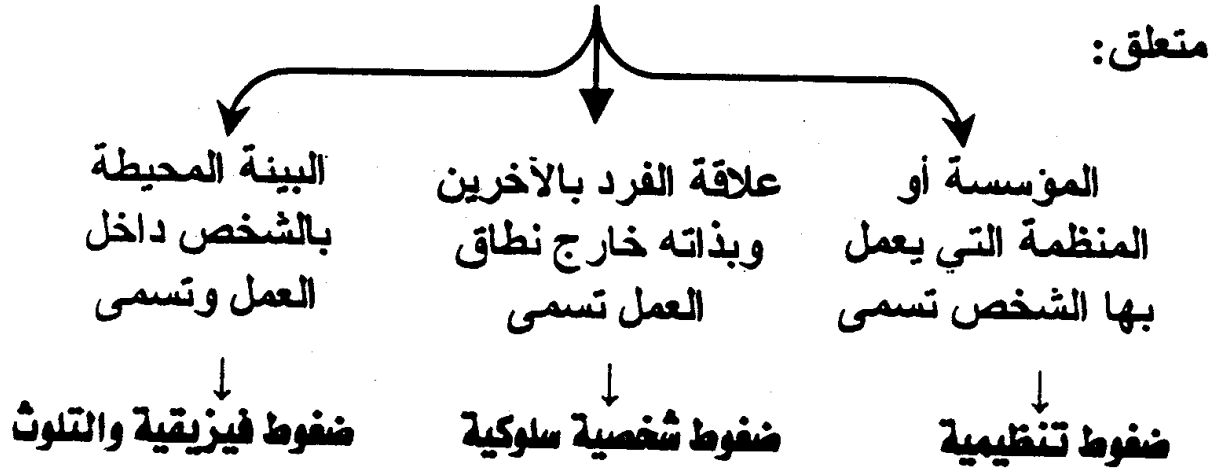 متعلق:
المؤسسة أو
المنظمة التي يعمل
بها الشخص تسمى
↓
ضغوط تنظيمية
علاقة الفرد بالآخرين
وبذاته خارج نطاق
العمل تسمى
↓
ضغوط شخصية سلوكية
البيئة المحيطة
بالشخص داخل
العمل وتسمى
↓
ضغوط فيزيقية والتلوث